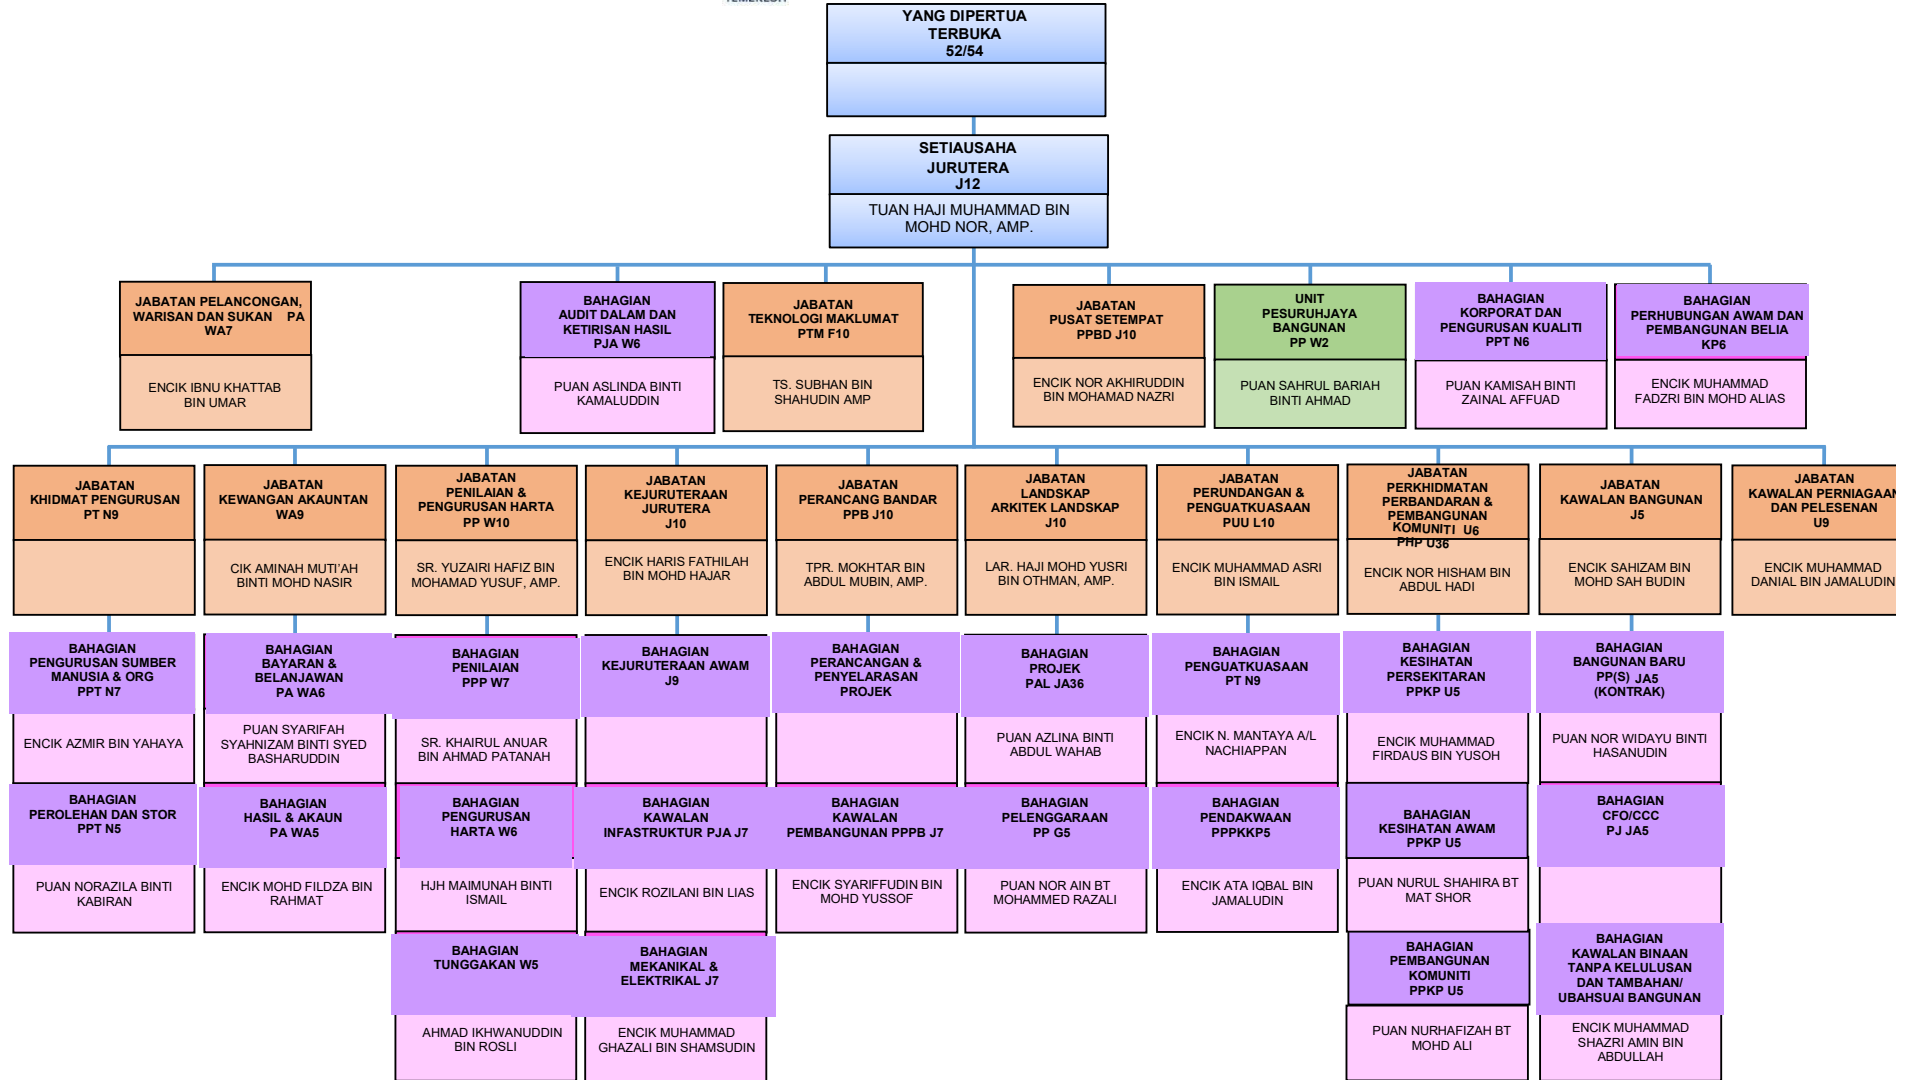 YANG DIPERTUA
TERBUKA
52/54
SETIAUSAHA
JURUTERA
J12
TUAN HAJI MUHAMMAD BIN
MOHD NOR, AMP.
JABATAN PELANCONGAN,
WARISAN DAN SUKAN PA
WA7
ENCIK IBNU KHATTAB
BIN UMAR
BAHAGIAN
AUDIT DALAM DAN
KETIRISAN HASIL
PJA W6
PUAN ASLINDA BINTI
KAMALUDDIN
JABATAN
TEKNOLOGI MAKLUMAT
PTM F10
TS. SUBHAN BIN
SHAHUDIN AMP
JABATAN
PUSAT SETEMPAT
PPBD J10
ENCIK NOR AKHIRUDDIN
BIN MOHAMAD NAZRI
UNIT
PESURUHJAYA
BANGUNAN
PP W2
PUAN SAHRUL BARIAH
BINTI AHMAD
BAHAGIAN
KORPORAT DAN
PENGURUSAN KUALITI
PPT N6
PUAN KAMISAH BINTI
ZAINAL AFFUAD
BAHAGIAN
PERHUBUNGAN AWAM DAN
PEMBANGUNAN BELIA
KP6
ENCIK MUHAMMAD
FADZRI BIN MOHD ALIAS
JABATAN
KHIDMAT PENGURUSAN
PT N9
JABATAN
KEWANGAN AKAUNTAN
WA9
CIK AMINAH MUTI'AH
BINTI MOHD NASIR
JABATAN
PENILAIAN &
PENGURUSAN HARTA
PP W10
SR. YUZAIRI HAFIZ BIN
MOHAMAD YUSUF, AMP.
JABATAN
KEJURUTERAAN
JURUTERA
J10
ENCIK HARIS FATHILAH
BIN MOHD HAJAR
JABATAN
PERANCANG BANDAR
PPB J10
TPR. MOKHTAR BIN
ABDUL MUBIN, AMP.
JABATAN
LANDSKAP
ARKITEK LANDSKAP
J10
LAR. HAJI MOHD YUSRI
BIN OTHMAN, AMP.
JABATAN
PERUNDANGAN &
PENGUATKUASAAN
PUU L10
ENCIK MUHAMMAD ASRI
BIN ISMAIL
JABATAN
PERKHIDMATAN
PERBANDARAN &
PEMBANGUNAN
KOMUNITI U6
PHP U36
ENCIK NOR HISHAM BIN
ABDUL HADI
JABATAN
KAWALAN BANGUNAN
J5
ENCIK SAHIZAM BIN
MOHD SAH BUDIN
JABATAN
KAWALAN PERNIAGAAN
DAN PELESENAN
U9
ENCIK MUHAMMAD
DANIAL BIN JAMALUDIN
BAHAGIAN
PENGURUSAN SUMBER
MANUSIA & ORG
PPT N7
ENCIK AZMIR BIN YAHAYA
BAHAGIAN
PEROLEHAN DAN STOR
PPT N5
PUAN NORAZILA BINTI
KABIRAN
BAHAGIAN
BAYARAN &
BELANJAWAN
PA WA6
PUAN SYARIFAH
SYAHNIZAM BINTI SYED
BASHARUDDIN
BAHAGIAN
HASIL & AKAUN
PA WA5
ENCIK MOHD FILDZA BIN
RAHMAT
BAHAGIAN
PENILAIAN
PPP W7
SR. KHAIRUL ANUAR
BIN AHMAD PATANAH
BAHAGIAN
PENGURUSAN
HARTA W6
HJH MAIMUNAH BINTI
ISMAIL
BAHAGIAN
TUNGGAKAN W5
AHMAD IKHWANUDDIN
BIN ROSLI
BAHAGIAN
KEJURUTERAAN AWAM
J9
BAHAGIAN
KAWALAN
INFASTRUKTUR PJA J7
ENCIK ROZILANI BIN LIAS
BAHAGIAN
MEKANIKAL &
ELEKTRIKAL J7
ENCIK MUHAMMAD
GHAZALI BIN SHAMSUDIN
BAHAGIAN
PERANCANGAN &
PENYELARASAN
PROJEK
BAHAGIAN
KAWALAN
PEMBANGUNAN PPPB J7
ENCIK SYARIFFUDIN BIN
MOHD YUSSOF
BAHAGIAN
PROJEK
PAL JA36
PUAN AZLINA BINTI
ABDUL WAHAB
BAHAGIAN
PELENGGARAAN
PP G5
PUAN NOR AIN BT
MOHAMMED RAZALI
BAHAGIAN
PENGUATKUASAAN
PT N9
ENCIK N. MANTAYA A/L
NACHIAPPAN
BAHAGIAN
PENDAKWAAN
PPPKKP5
ENCIK ATA IQBAL BIN
JAMALUDIN
BAHAGIAN
KESIHATAN
PERSEKITARAN
PPKP U5
ENCIK MUHAMMAD
FIRDAUS BIN YUSOH
BAHAGIAN
KESIHATAN AWAM
PPKP U5
PUAN NURUL SHAHIRA BT
MAT SHOR
BAHAGIAN
PEMBANGUNAN
KOMUNITI
PPKP U5
PUAN NURHAFIZAH BT
MOHD ALI
BAHAGIAN
BANGUNAN BARU
PP(S) JA5
(KONTRAK)
PUAN NOR WIDAYU BINTI
HASANUDIN
BAHAGIAN
CFO/CCC
PJ JA5
BAHAGIAN
KAWALAN BINAAN
TANPA KELULUSAN
DAN TAMBAHAN/
UBAHSUAI BANGUNAN
ENCIK MUHAMMAD
SHAZRI AMIN BIN
ABDULLAH